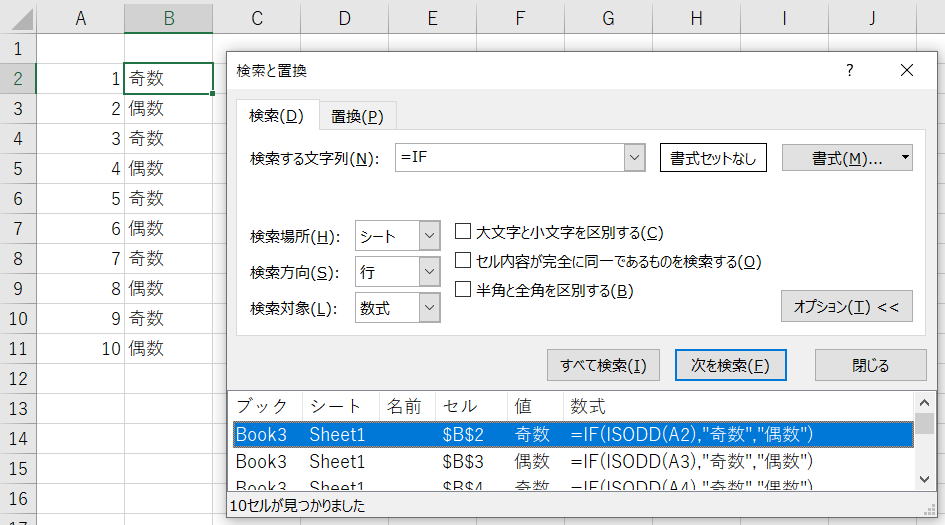 A B C D E F G H I J
1
2 1 奇数
3 2 偶数
4 3 奇数
5 4 偶数
6 5 奇数
7 6 偶数
8 7 奇数
9 8 偶数
10 9 奇数
11 10 偶数
12
13
14
15
16
17
検索と置換 ? ×
検索(D) 置換(P)
検索する文字列(N): =IF 書式セットなし 書式(M)...
検索場所(H): シート 大文字と小文字を区別する(C)
検索方向(S): 行 セル内容が完全に同一であるものを検索する(O)
検索対象(L): 数式 半角と全角を区別する(B)
オプション(T) <<
すべて検索(I) 次を検索(F) 閉じる
ブック シート 名前 セル 値 数式
Book3 Sheet1 $B$2 奇数 =IF(ISODD(A2),"奇数","偶数")
Book3 Sheet1 $B$3 偶数 =IF(ISODD(A3),"奇数","偶数")
Book3 Sheet1 $B$4 奇数 =IF(ISODD(A4),"奇数","偶数")
10セルが見つかりました